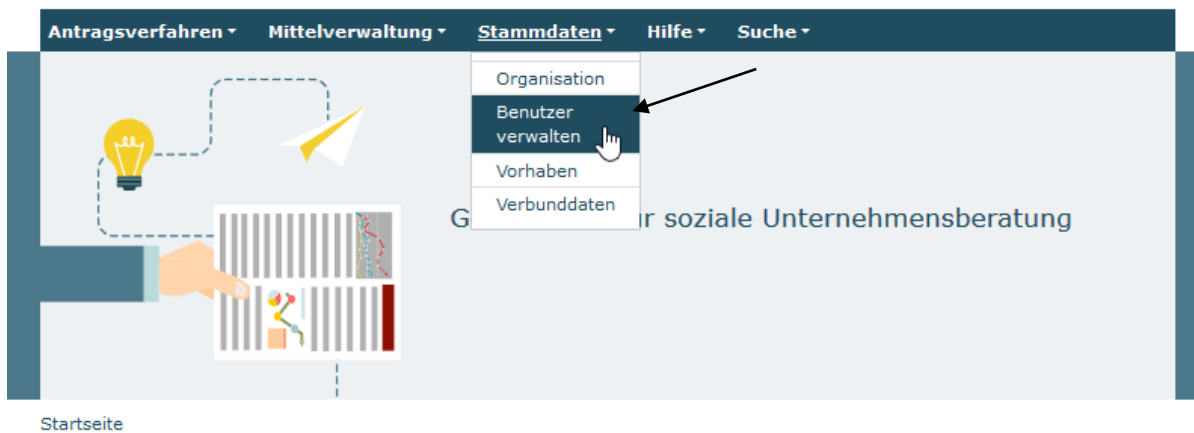 Antragsverfahren Mittelverwaltung Stammdaten Hilfe Suche
Organisation
Benutzer
verwalten
Vorhaben
Verbunddaten
G r soziale Unternehmensberatung
Startseite